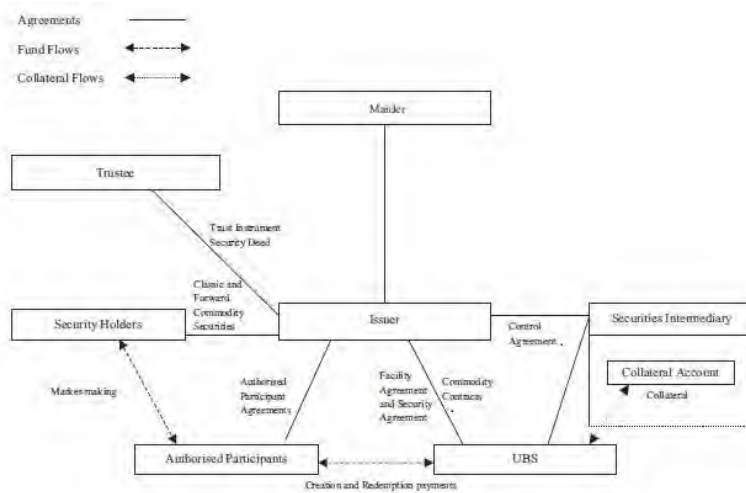 Agreements
Fund Flows
Collateral Flows
Mander
Trustee
Trust Instrument
Security Deed
Classic and
Forward
Commodity
Securities
Security Holders
Issuer
Control
Agreement
Securities Intermediary
Collateral Account
Collateral
Market-making
Authorised
Participant
Agreements
Facility
Agreement
and Security
Agreement
Commodity
Contracts
Authorised Participants
UBS
Creation and Redemption payments